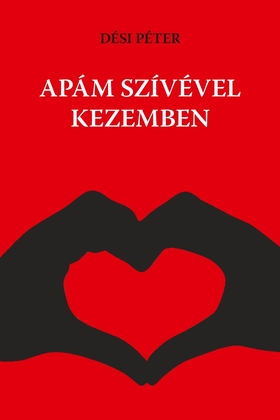 DÉSI PÉTER
APÁM SZÍVÉVEL
KEZEMBEN